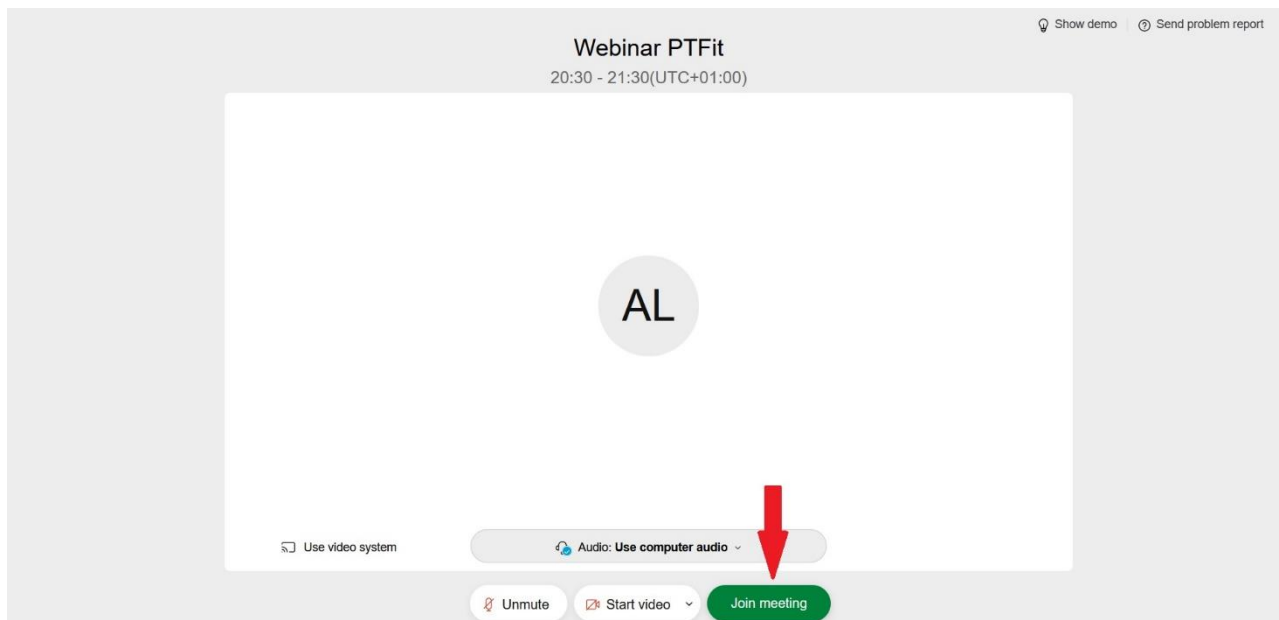 Show demo
Send problem report
Webinar PTFit
20:30 - 21:30(UTC+01:00)
AL
Use video system
Audio: Use computer audio
Unmute
Start video
Join meeting